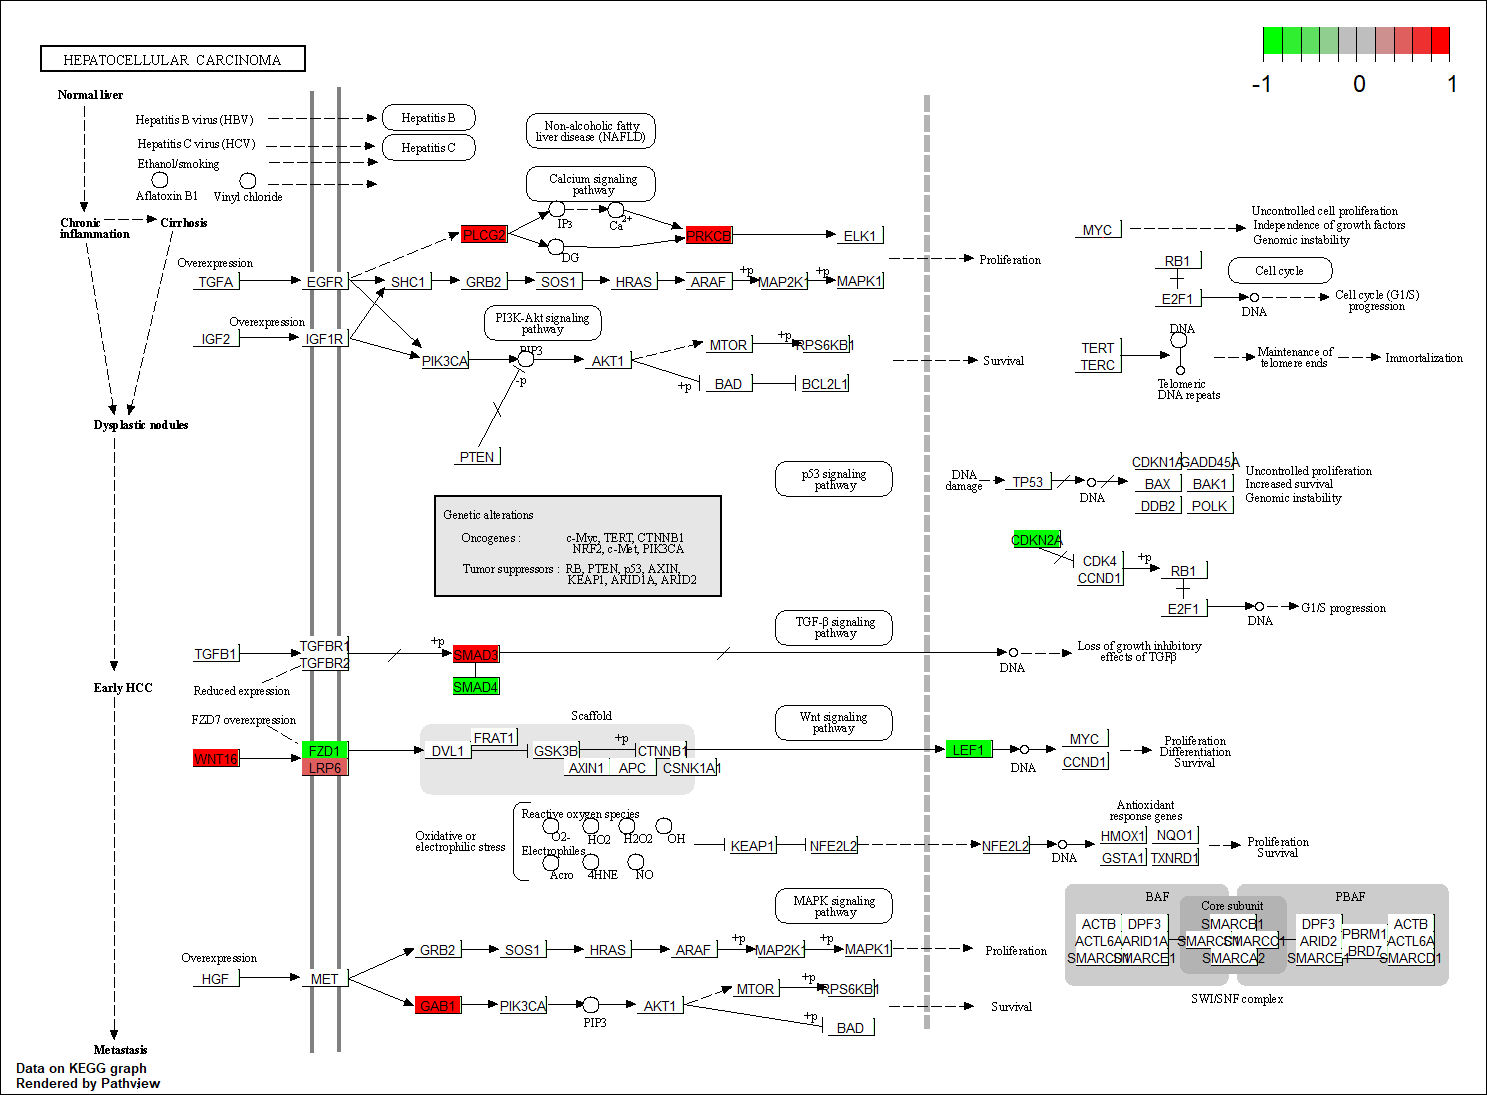 HEPATOCELLULAR CARCINOMA
-1 0 1
Normal liver
Hepatitis B virus (HBV)
Hepatitis B
Hepatitis C virus (HCV)
Hepatitis C
Ethanol/smoking
Aflatoxin B1
Vinyl chloride
Non-alcoholic fatty
liver disease (NAFLD)
Calcium signaling
pathway
Chronic
inflammation
Cirrhosis
IP3
Ca2+
DG
PLCG2
PRKCB
ELK1
Overexpression
TGFA
EGFR
SHC1
GRB2
SOS1
HRAS
ARAF
+p
MAP2K1
+p
MAPK1
Proliferation
MYC
Uncontrolled cell proliferation
Independence of growth factors
Genomic instability
RB1
Cell cycle
E2F1
DNA
Cell cycle (G1/S)
progression
Overexpression
IGF2
IGF1R
PI3K-Akt signaling
pathway
PIK3CA
PIP3
-p
AKT1
MTOR
+p
RPS6KB1
+p
BAD
BCL2L1
Survival
PTEN
TERT
TERC
DNA
Telomeric
DNA repeats
Maintenance of
telomere ends
Immortalization
Dysplastic nodules
p53 signaling
pathway
DNA
damage
TP53
DNA
CDKN1A
GADD45A
BAX
BAK1
DDB2
POLK
Uncontrolled proliferation
Increased survival
Genomic instability
Genetic alterations
Oncogenes : c-Myc, TERT, CTNNB1
NRF2, c-Met, PIK3CA
Tumor suppressors : RB, PTEN, p53, AXIN,
KEAP1, ARID1A, ARID2
CDKN2A
CDK4
CCND1
+p
RB1
E2F1
DNA
G1/S progression
TGF-β signaling
pathway
TGFB1
TGFBR1
TGFBR2
+p
SMAD3
SMAD4
Reduced expression
DNA
Loss of growth inhibitory
effects of TGFβ
Early HCC
FZD7 overexpression
WNT16
FZD1
LRP6
Scaffold
DVL1
FRAT1
GSK3B
+p
CTNNB1
AXIN1
APC
CSNK1A1
Wnt signaling
pathway
LEF1
DNA
MYC
CCND1
Proliferation
Differentiation
Survival
Oxidative or
electrophilic stress
Reactive oxygen species
O2-
HO2
H2O2
OH
Electrophiles
Acro
4HNE
NO
KEAP1
NFE2L2
NFE2L2
DNA
Antioxidant
response genes
HMOX1
NQO1
GSTA1
TXNRD1
Proliferation
Survival
MAPK signaling
pathway
GRB2
SOS1
HRAS
ARAF
+p
MAP2K1
+p
MAPK1
Proliferation
Overexpression
HGF
MET
GAB1
PIK3CA
PIP3
AKT1
MTOR
+p
RPS6KB1
+p
BAD
Survival
BAF
PBAF
Core subunit
ACTB
DPF3
SMARCB1
DPF3
ACTB
ACTL6A
ARID1A
SMARCC1
ARID2
PBRM1
ACTL6A
SMARCE1
SMARCA2
SMARCE1
BRD7
SMARCD1
SWI/SNF complex
Metastasis
Data on KEGG graph
Rendered by Pathview